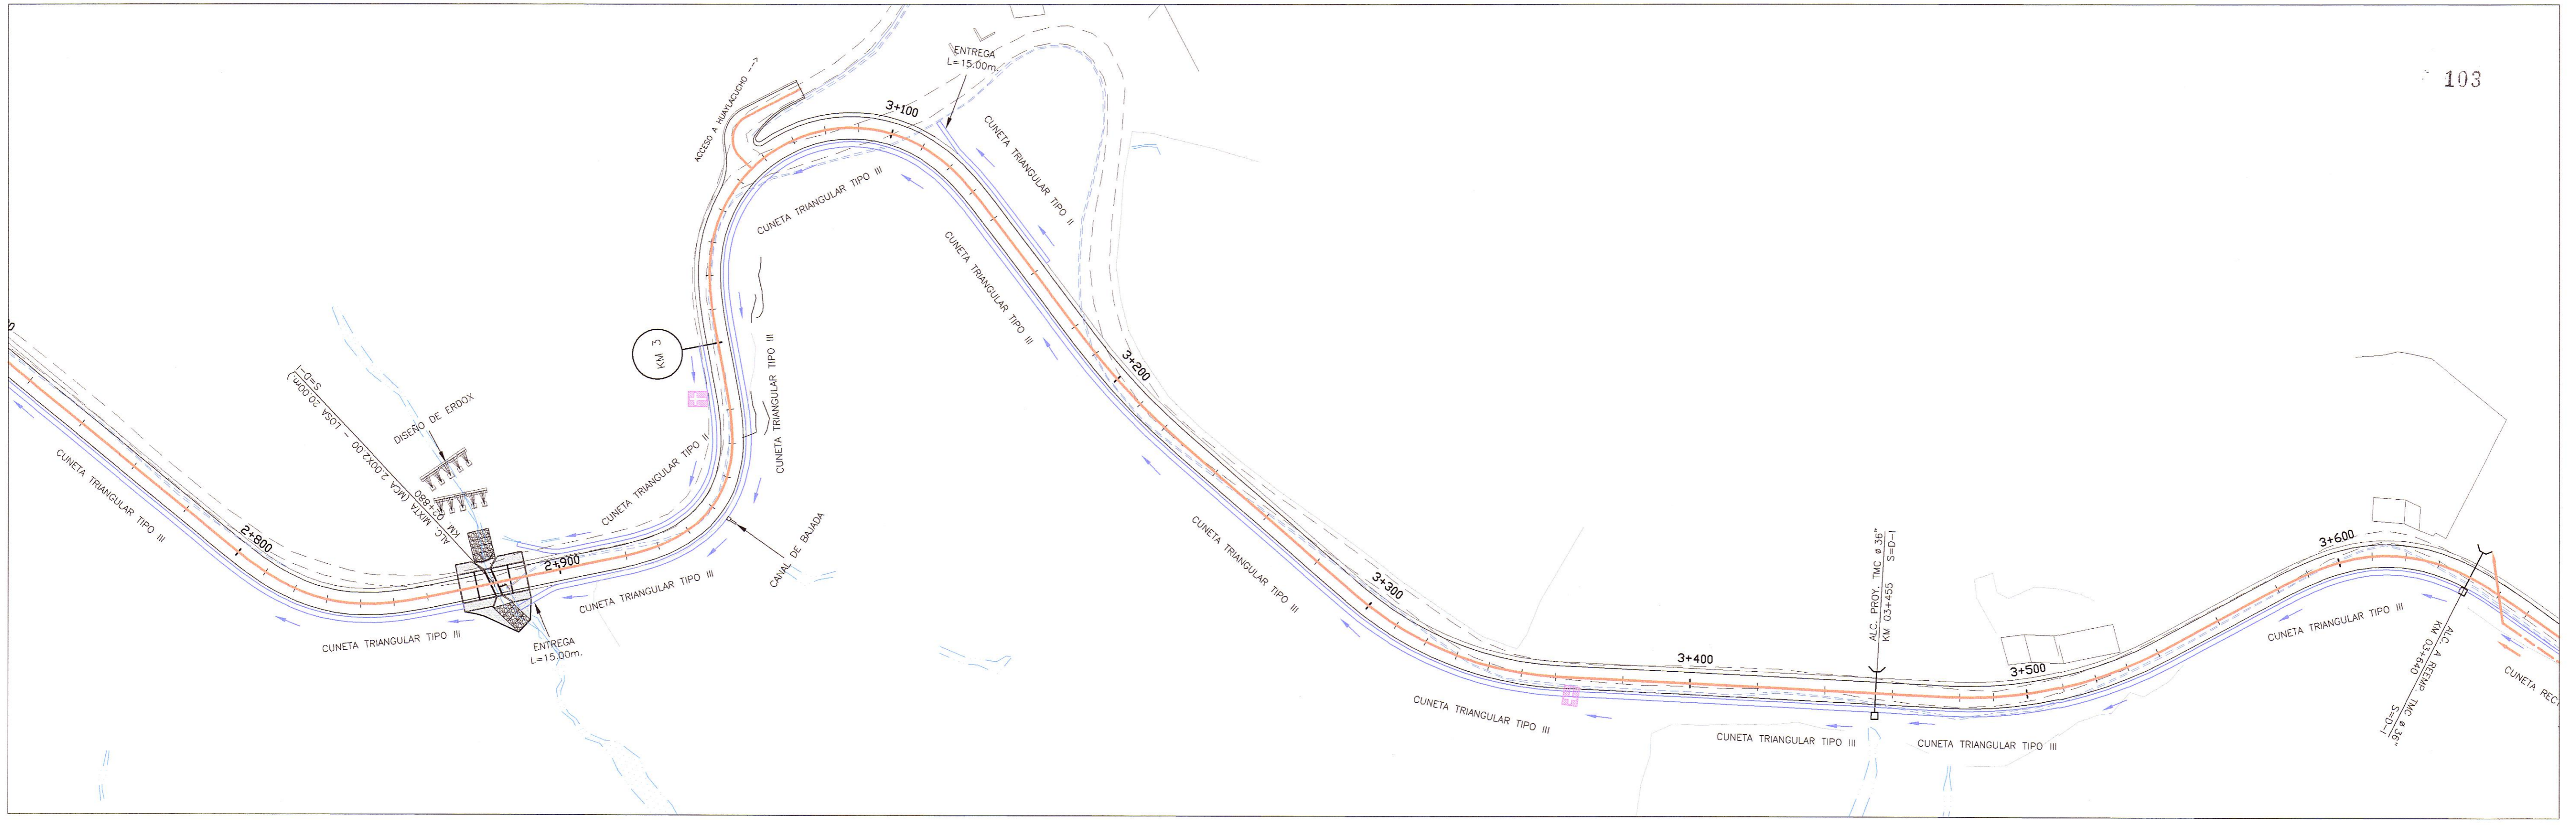 103
ENTREGA
L=15.00m.
ACCESO A HUAYLACUCHO -->
3+100
CUNETA TRIANGULAR TIPO II
CUNETA TRIANGULAR TIPO III
CUNETA TRIANGULAR TIPO III
KM 3
CUNETA TRIANGULAR TIPO III
3+200
ALC. MIXTA (MCA 2.00X2.00 - LOSA 20.00m.)
KM. 02+880
S=D-I
DISEÑO DE ERDOX
CUNETA TRIANGULAR TIPO II
CUNETA TRIANGULAR TIPO III
2+800
2+900
CANAL DE BAJADA
CUNETA TRIANGULAR TIPO III
CUNETA TRIANGULAR TIPO III
ENTREGA
L=15.00m.
CUNETA TRIANGULAR TIPO III
3+300
3+400
CUNETA TRIANGULAR TIPO III
ALC. PROY. TMC ø 36"
KM 03+455
S=D-I
CUNETA TRIANGULAR TIPO III
CUNETA TRIANGULAR TIPO III
3+500
3+600
CUNETA TRIANGULAR TIPO III
ALC. A REEMP. TMC ø 36"
KM 03+640
S=D-I
CUNETA REC